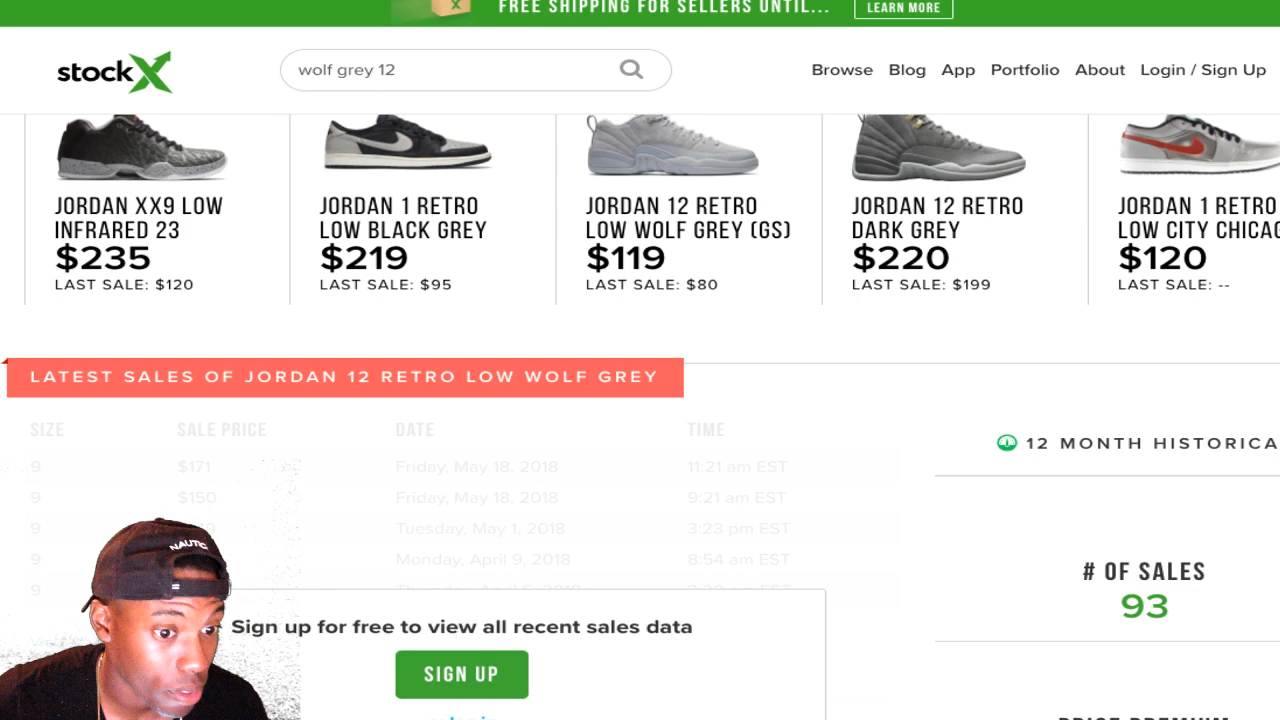 FREE SHIPPING FOR SELLERS UNTIL...
LEARN MORE
stockX
wolf grey 12
Browse Blog App Portfolio About Login / Sign Up
JORDAN XX9 LOW
INFRARED 23
$235
LAST SALE: $120
JORDAN 1 RETRO
LOW BLACK GREY
$219
LAST SALE: $95
JORDAN 12 RETRO
LOW WOLF GREY (GS)
$119
LAST SALE: $80
JORDAN 12 RETRO
DARK GREY
$220
LAST SALE: $199
JORDAN 1 RETRO
LOW CITY CHICAG
$120
LAST SALE: --
LATEST SALES OF JORDAN 12 RETRO LOW WOLF GREY
SIZE SALE PRICE DATE TIME
9 $171 Friday, May 18, 2018 11:21 am EST
9 $150 Friday, May 18, 2018 9:21 am EST
9 Tuesday, May 1, 2018 3:23 pm EST
9 Monday, April 9, 2018 8:54 am EST
9
NAUTIC
Sign up for free to view all recent sales data
SIGN UP
12 MONTH HISTORICA
# OF SALES
93
PRICE PREMIUM